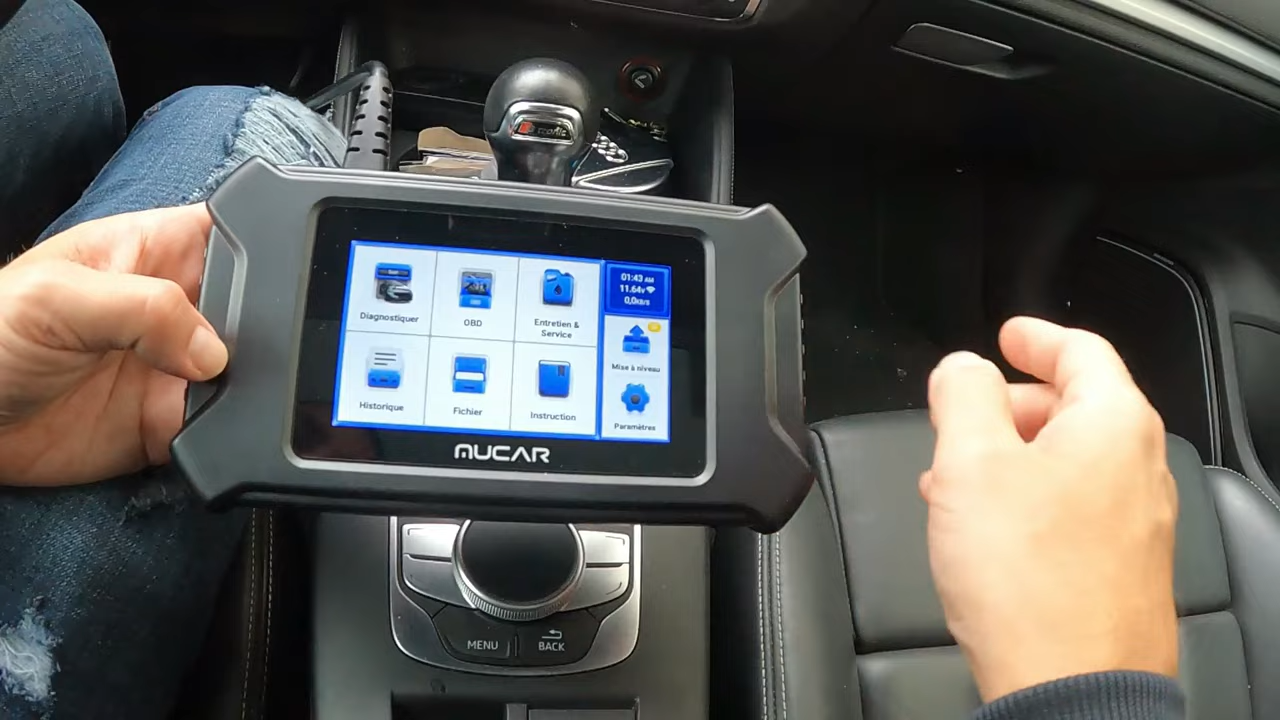 Diagnostiquer
OBD
Entretien &
Service
01:43 AM
11.64v
0,0KB/S
Mise à niveau
Historique
Fichier
Instruction
Paramètres
MUCAR
MENU
BACK